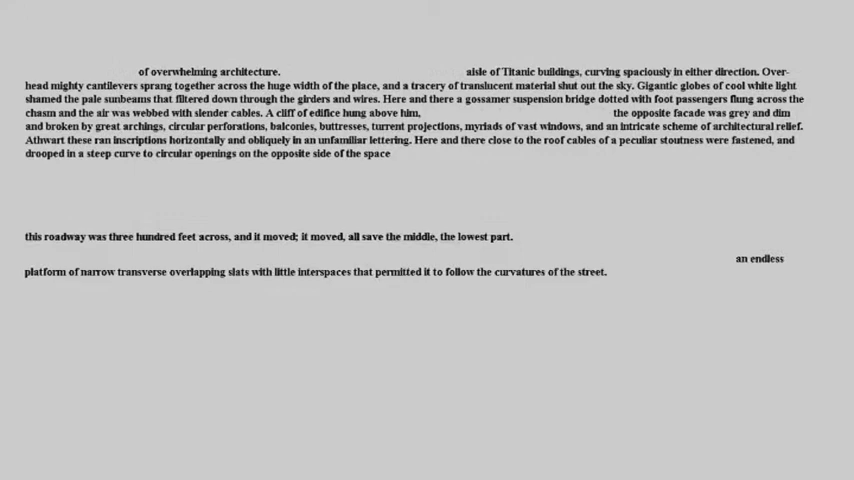 of overwhelming architecture. aisle of Titanic buildings, curving spaciously in either direction. Over-
head mighty cantilevers sprang together across the huge width of the place, and a tracery of translucent material shut out the sky. Gigantic globes of cool white light
shamed the pale sunbeams that filtered down through the girders and wires. Here and there a gossamer suspension bridge dotted with foot passengers flung across the
chasm and the air was webbed with slender cables. A cliff of edifice hung above him, the opposite facade was grey and dim
and broken by great archings, circular perforations, balconies, buttresses, turrent projections, myriads of vast windows, and an intricate scheme of architectural relief.
Athwart these ran inscriptions horizontally and obliquely in an unfamiliar lettering. Here and there close to the roof cables of a peculiar stoutness were fastened, and
drooped in a steep curve to circular openings on the opposite side of the space
this roadway was three hundred feet across, and it moved; it moved, all save the middle, the lowest part.
an endless
platform of narrow transverse overlapping slats with little interspaces that permitted it to follow the curvatures of the street.